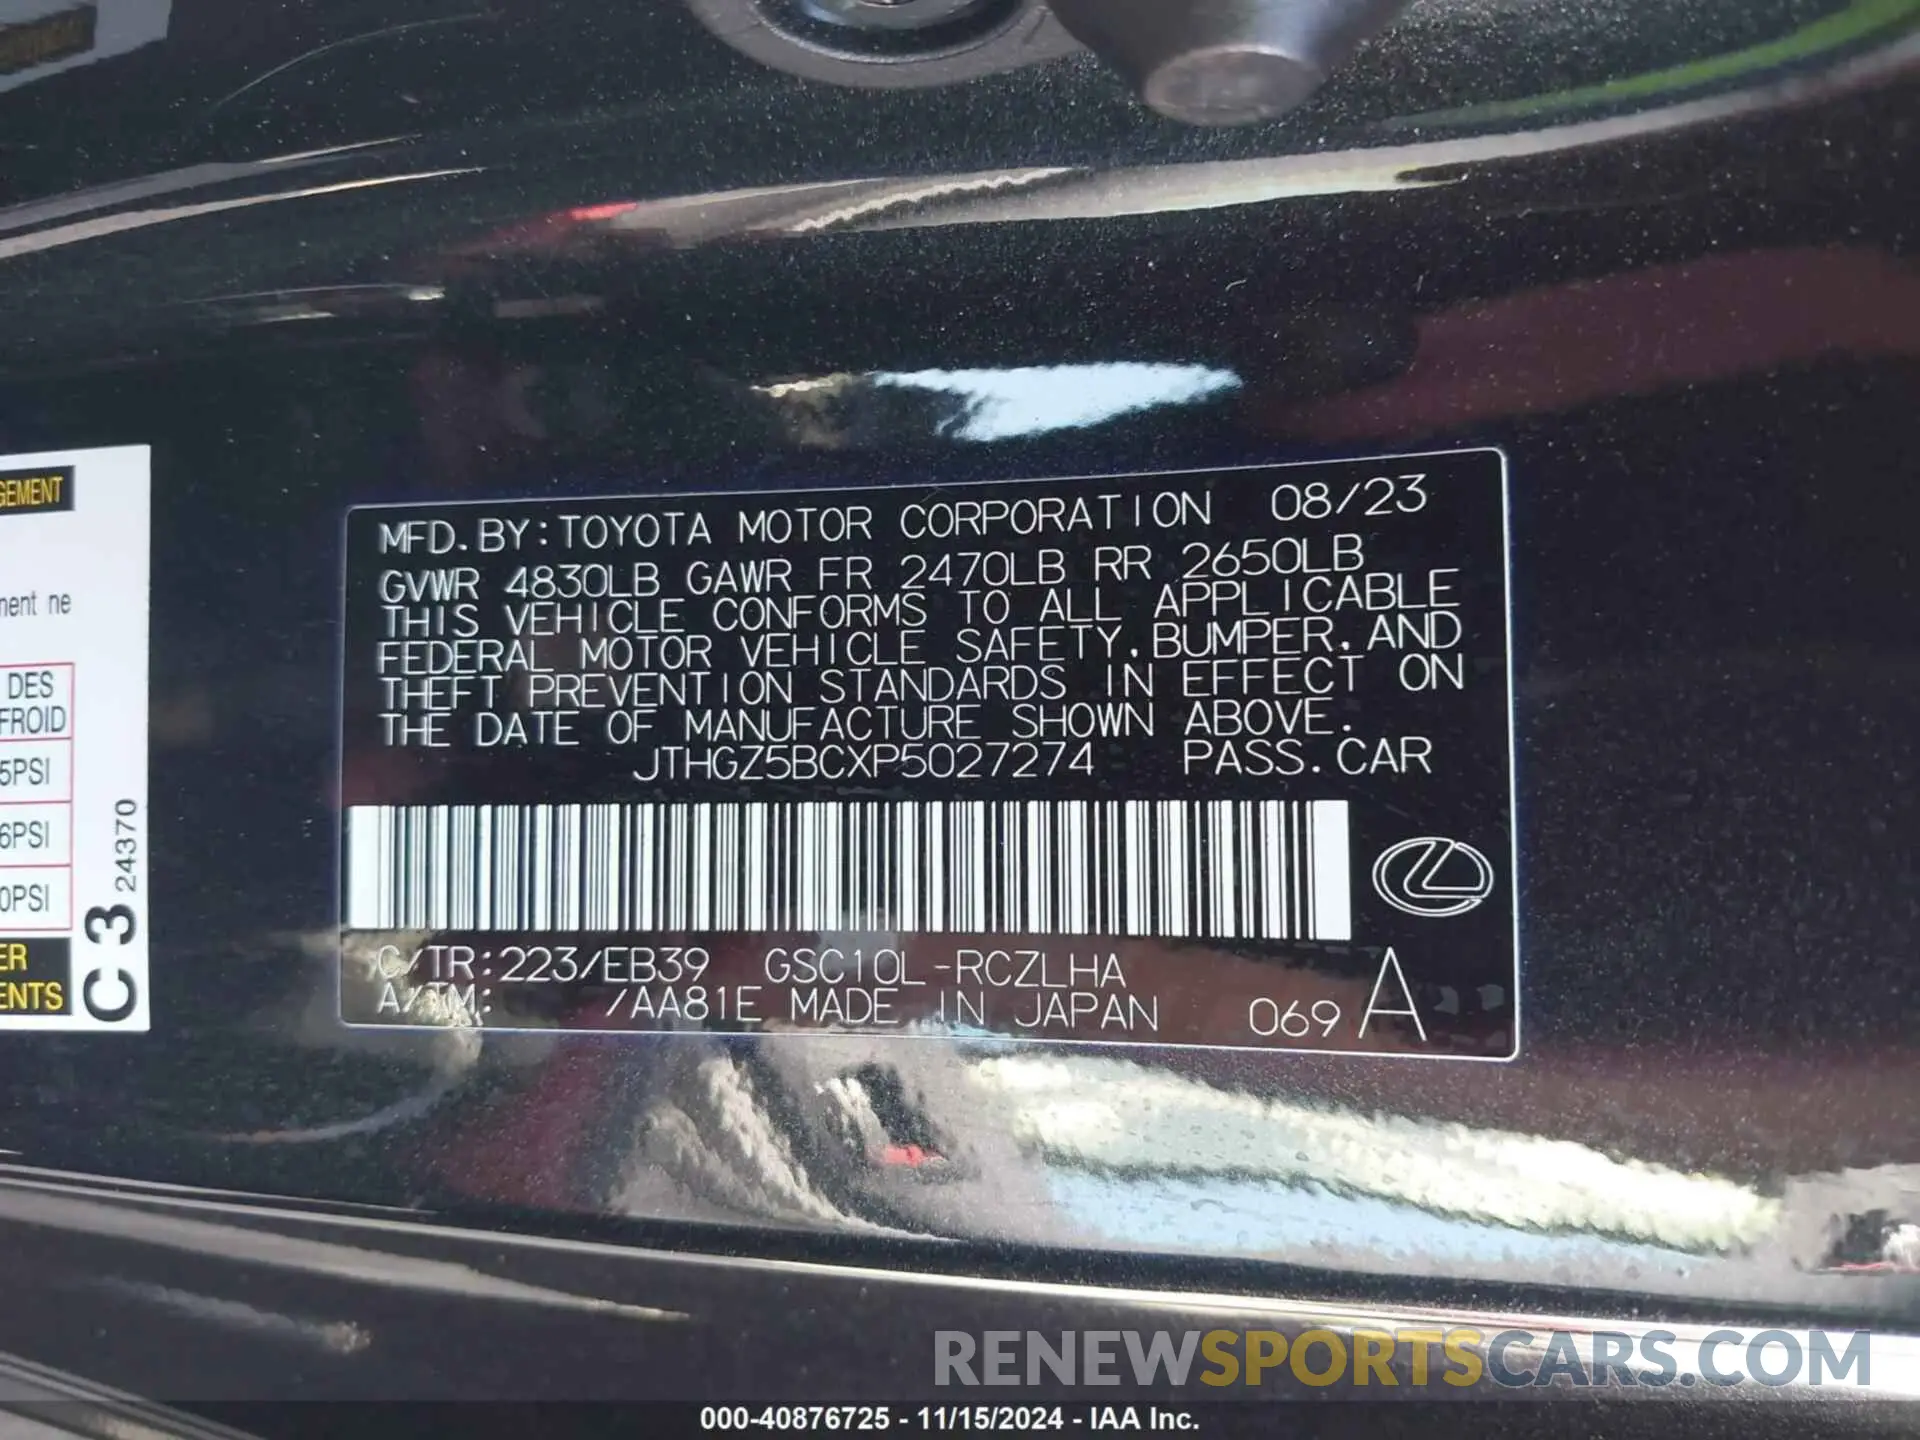 GEMENT
ment ne
DES
FROID
5PSI
6PSI
0PSI
ER
ENTS
C3 24370
MFD.BY:TOYOTA MOTOR CORPORATION 08/23
GVWR 4830LB GAWR FR 2470LB RR 2650LB
THIS VEHICLE CONFORMS TO ALL APPLICABLE
FEDERAL MOTOR VEHICLE SAFETY,BUMPER,AND
THEFT PREVENTION STANDARDS IN EFFECT ON
THE DATE OF MANUFACTURE SHOWN ABOVE.
JTHGZ5BCXP5027274 PASS.CAR
C/TR:223/EB39 GSC10L-RCZLHA
A/TM: /AA81E MADE IN JAPAN 069 A
RENEWSPORTSCARS.COM
000-40876725 - 11/15/2024 - IAA Inc.